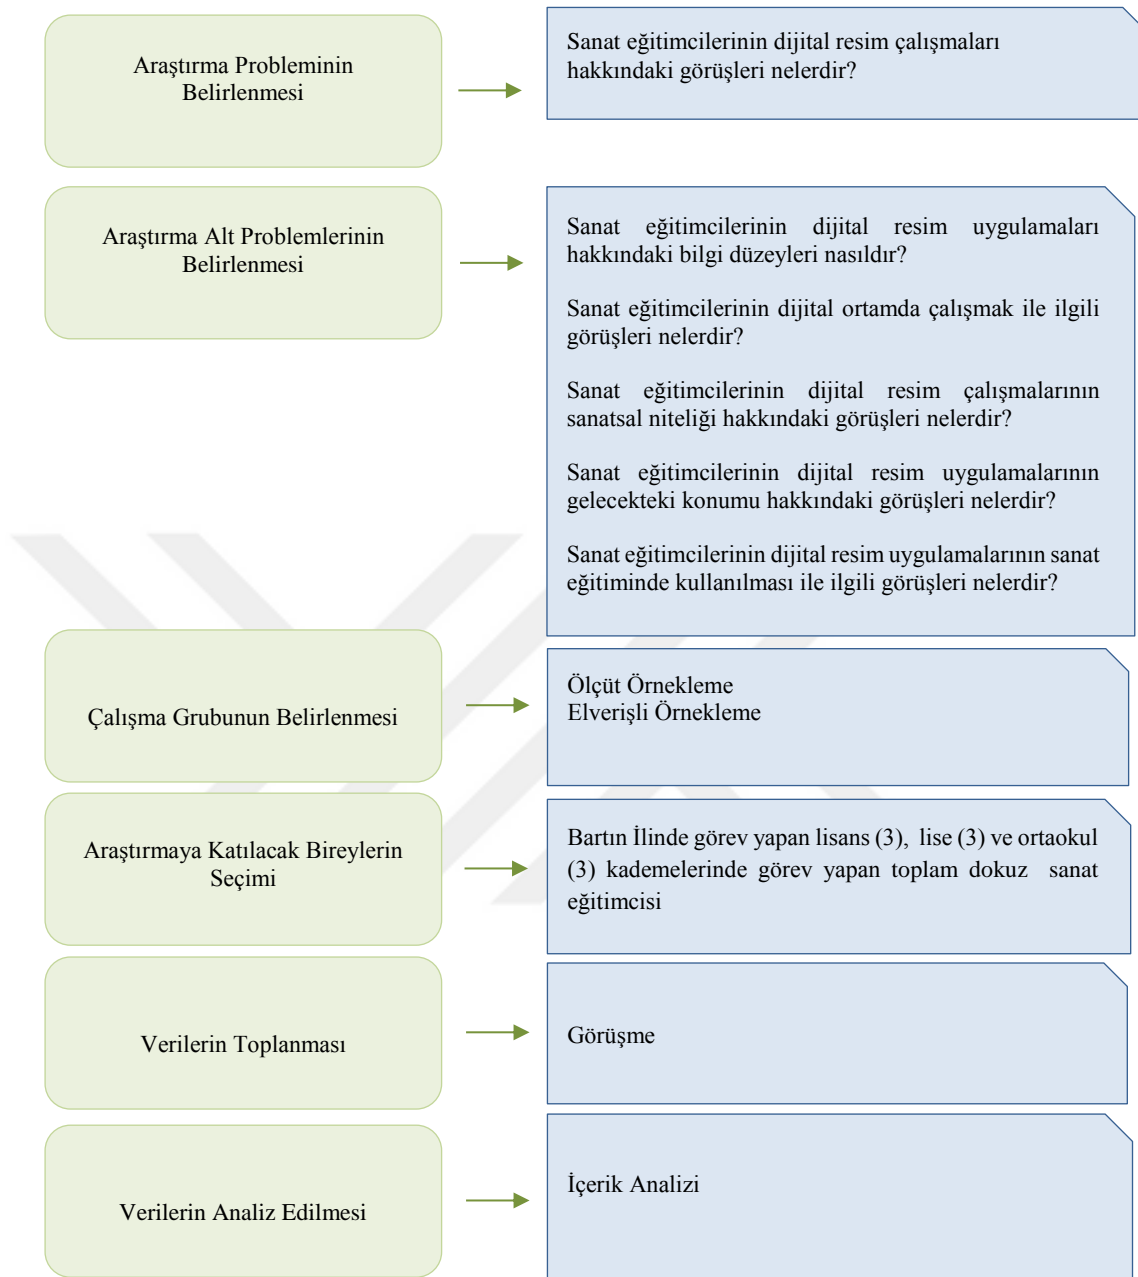 Araştırma Probleminin
Belirlenmesi
Sanat eğitimcilerinin dijital resim çalışmaları
hakkındaki görüşleri nelerdir?
Araştırma Alt Problemlerinin
Belirlenmesi
Sanat eğitimcilerinin dijital resim uygulamaları
hakkındaki bilgi düzeyleri nasıldır?
Sanat eğitimcilerinin dijital ortamda çalışmak ile ilgili
görüşleri nelerdir?
Sanat eğitimcilerinin dijital resim çalışmalarının
sanatsal niteliği hakkındaki görüşleri nelerdir?
Sanat eğitimcilerinin dijital resim uygulamalarının
gelecekteki konumu hakkındaki görüşleri nelerdir?
Sanat eğitimcilerinin dijital resim uygulamalarının sanat
eğitiminde kullanılması ile ilgili görüşleri nelerdir?
Çalışma Grubunun Belirlenmesi
Ölçüt Örnekleme
Elverişli Örnekleme
Araştırmaya Katılacak Bireylerin
Seçimi
Bartın İlinde görev yapan lisans (3), lise (3) ve ortaokul
(3) kademelerinde görev yapan toplam dokuz sanat
eğitimcisi
Verilerin Toplanması
Görüşme
Verilerin Analiz Edilmesi
İçerik Analizi